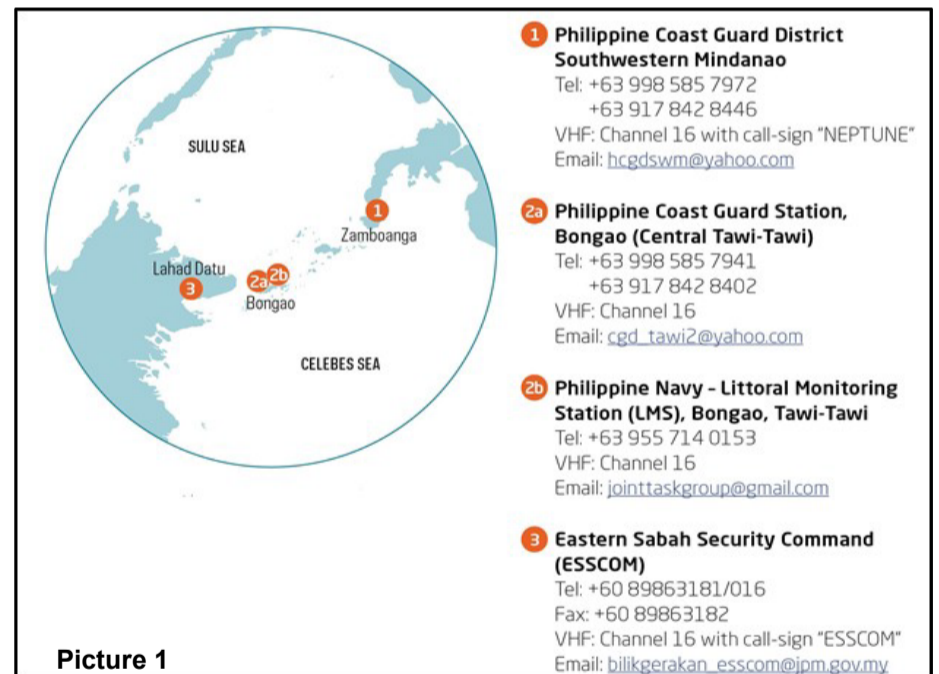 SULU SEA
1
Zamboanga
Lahad Datu
3
2a
2b
Bongao
CELEBES SEA
Picture 1
1 Philippine Coast Guard District
Southwestern Mindanao
Tel: +63 998 585 7972
+63 917 842 8446
VHF: Channel 16 with call-sign "NEPTUNE"
Email: hcgdswm@yahoo.com
2a Philippine Coast Guard Station,
Bongao (Central Tawi-Tawi)
Tel: +63 998 585 7941
+63 917 842 8402
VHF: Channel 16
Email: cgd_tawi2@yahoo.com
2b Philippine Navy – Littoral Monitoring
Station (LMS), Bongao, Tawi-Tawi
Tel: +63 955 714 0153
VHF: Channel 16
Email: jointtaskgroup@gmail.com
3 Eastern Sabah Security Command
(ESSCOM)
Tel: +60 89863181/016
Fax: +60 89863182
VHF: Channel 16 with call-sign "ESSCOM"
Email: bilikgerakan_esscom@jpm.gov.my